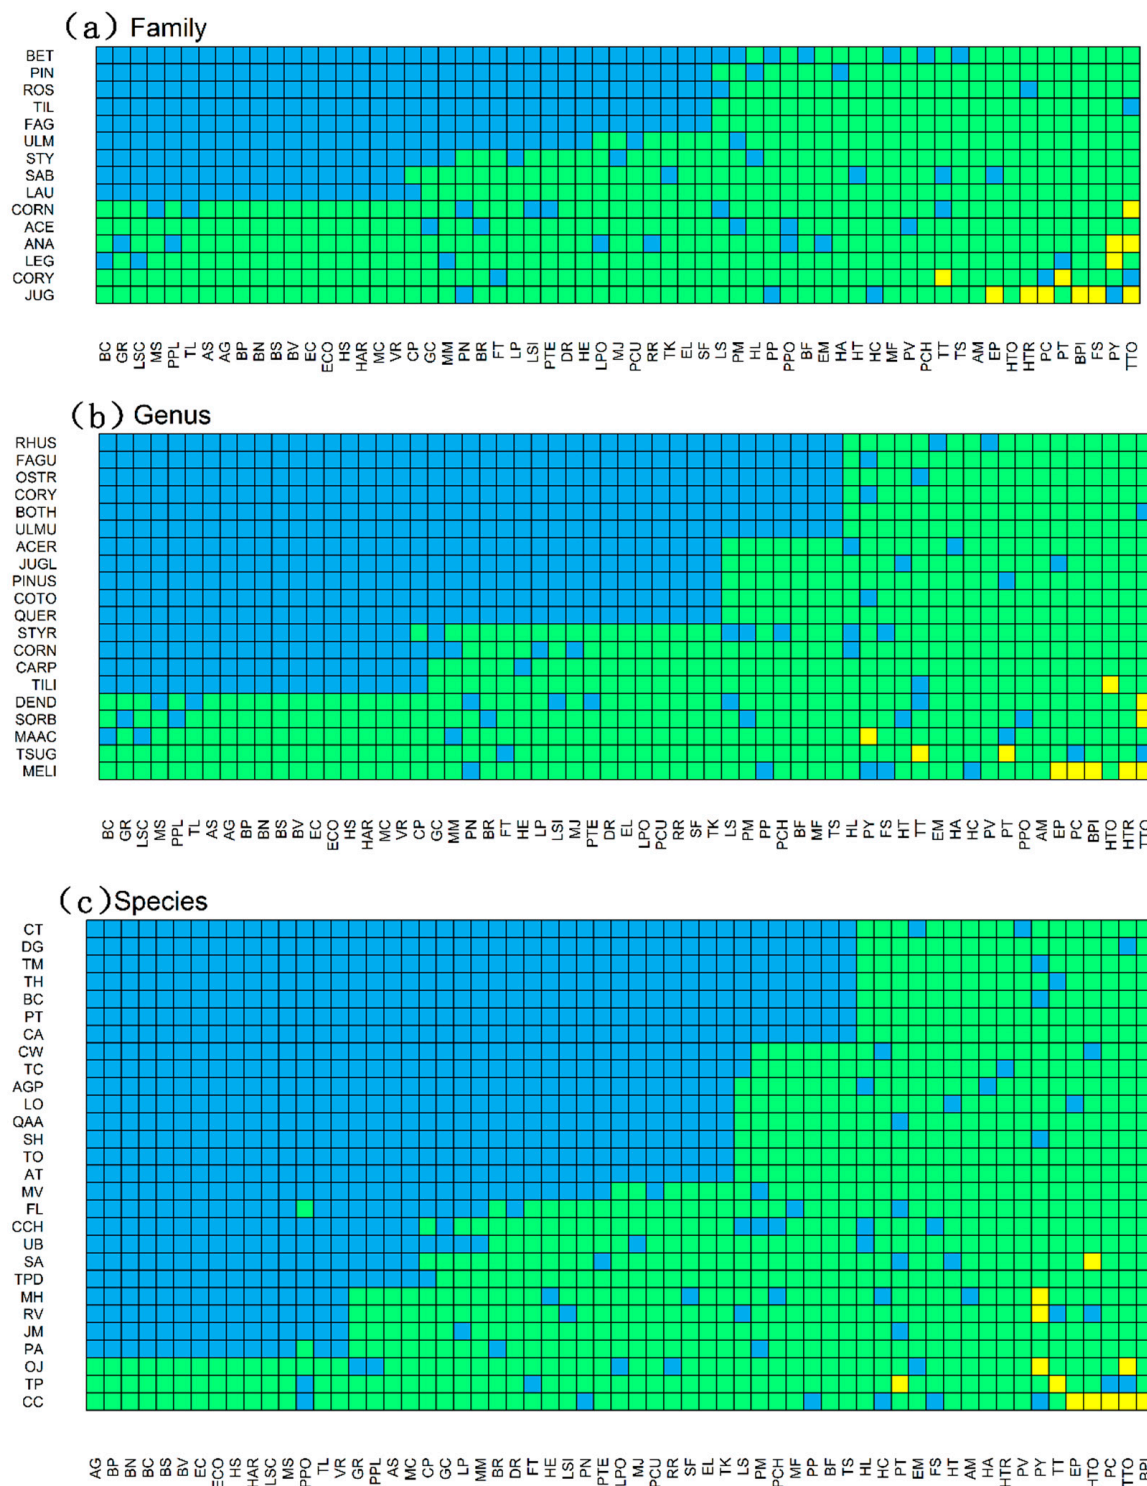 (a) Family
BET
PIN
ROS
TIL
FAG
ULM
STY
SAB
LAU
CORN
ACE
ANA
LEG
CORY
JUG
BC GR LSC MS PPL TL AS AG BP BN BS BV EC ECO HS HAR MC VR CP GC MM PN BR FT LP LSI PTE DR HE LPO MJ PCU RR TK EL SF LS PM HL PP PPO BF EM HA HT HC MF PV PCH TT TS AM EP HTO HTR PC PT BPI FS PY TTO
(b) Genus
RHUS
FAGU
OSTR
CORY
BOTH
ULMU
ACER
JUGL
PINUS
COTO
QUER
STYR
CORN
CARP
TILI
DEND
SORB
MAAC
TSUG
MELI
BC GR LSC MS PPL TL AS AG BP BN BS BV EC ECO HS HAR MC VR CP GC MM PN BR FT HE LP LSI MJ PTE DR EL LPO PCU RR SF TK LS PM PP PCH BF MF TS HL PY FS HT TT EM HA HC PV PT PPO AM EP PC BPI HTO HTR TTO
(c) Species
CT
DG
TM
TH
BC
PT
CA
CW
TC
AGP
LO
QAA
SH
TO
AT
MV
FL
CCH
UB
SA
TPD
MH
RV
JM
PA
OJ
TP
CC
AG BP BN BC BS BV EC ECO HS HAR LSC MS PPO TL VR GR PPL AS MC CP GC LP MM BR DR FT HE LSI PN PTE LPO MJ PCU RR SF EL TK LS PM PCH MF PP BF TS HL HC PT EM FS HT AM HA HTR PV PY TT EP HTO PC TTO BPI